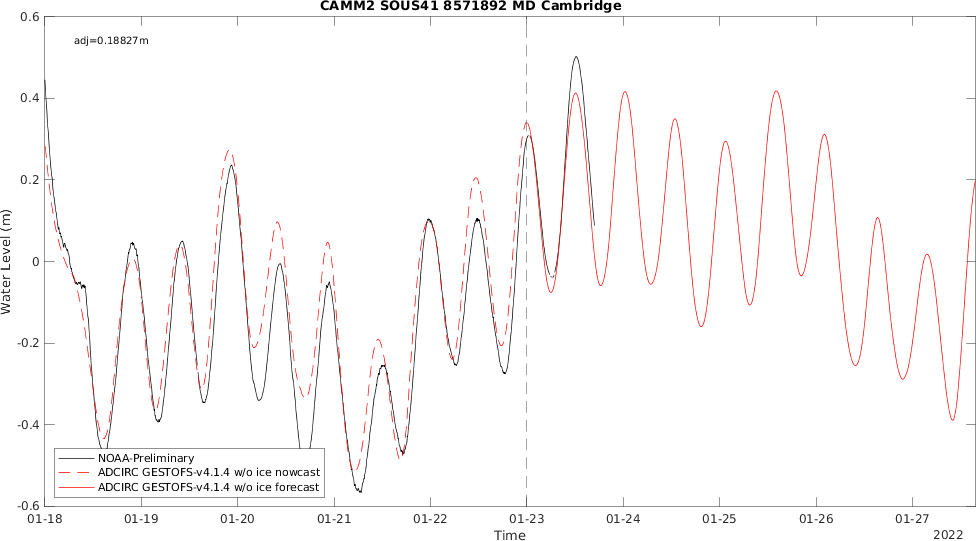 CAMM2 SOUS41 8571892 MD Cambridge
adj=0.18827m
0.6
0.4
0.2
0
-0.2
-0.4
-0.6
Water Level (m)
NOAA-Preliminary
ADCIRC GESTOFS-v4.1.4 w/o ice nowcast
ADCIRC GESTOFS-v4.1.4 w/o ice forecast
01-18 01-19 01-20 01-21 01-22 01-23 01-24 01-25 01-26 01-27
Time
2022